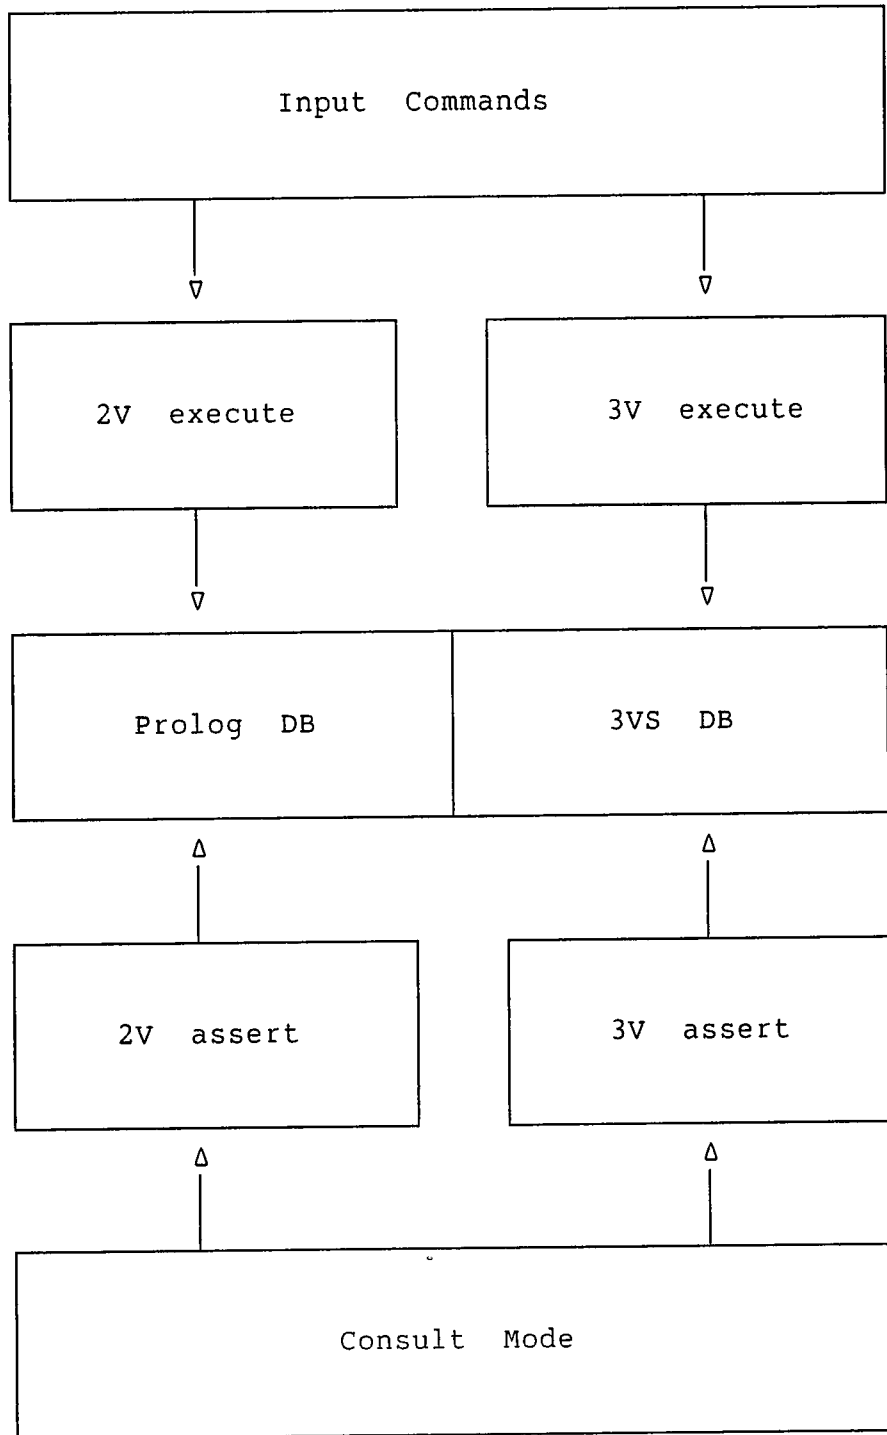 Input Commands
2V execute
3V execute
Prolog DB
3VS DB
2V assert
3V assert
Consult Mode